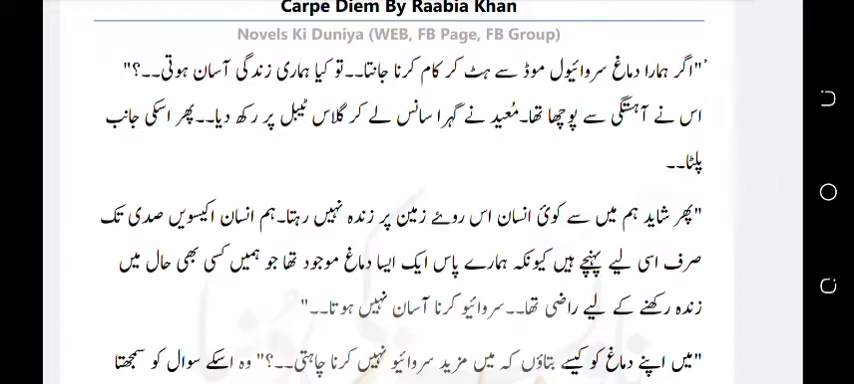 Carpe Diem By Raabia Khan
Novels Ki Duniya (WEB, FB Page, FB Group)
"اگر ہمارا دماغ سروائیول موڈ سے ہٹ کر کام کرنا جانتا۔۔تو کیا ہماری زندگی آسان ہوتی۔۔؟"
اس نے آہستگی سے پوچھا تھا۔مُعید نے گہرا سانس لے کر گلاس ٹیبل پر رکھ دیا۔۔پھر اسکی جانب
پلٹا۔۔
"پھر شاید ہم میں سے کوئ انسان اس روئے زمین پر زندہ نہیں رہتا۔ہم انسان اکیسویں صدی تک
صرف اسی لیے پہنچے ہیں کیونکہ ہمارے پاس ایک ایسا دماغ موجود تھا جو ہمیں کسی بھی حال میں
زندہ رکھنے کے لیے راضی تھا۔۔سروائیو کرنا آسان نہیں ہوتا۔۔"
"میں اپنے دماغ کو کیسے بتاؤں کہ میں مزید سروائیو نہیں کرنا چاہتی۔۔؟" وہ اسکے سوال کو سمجھتا